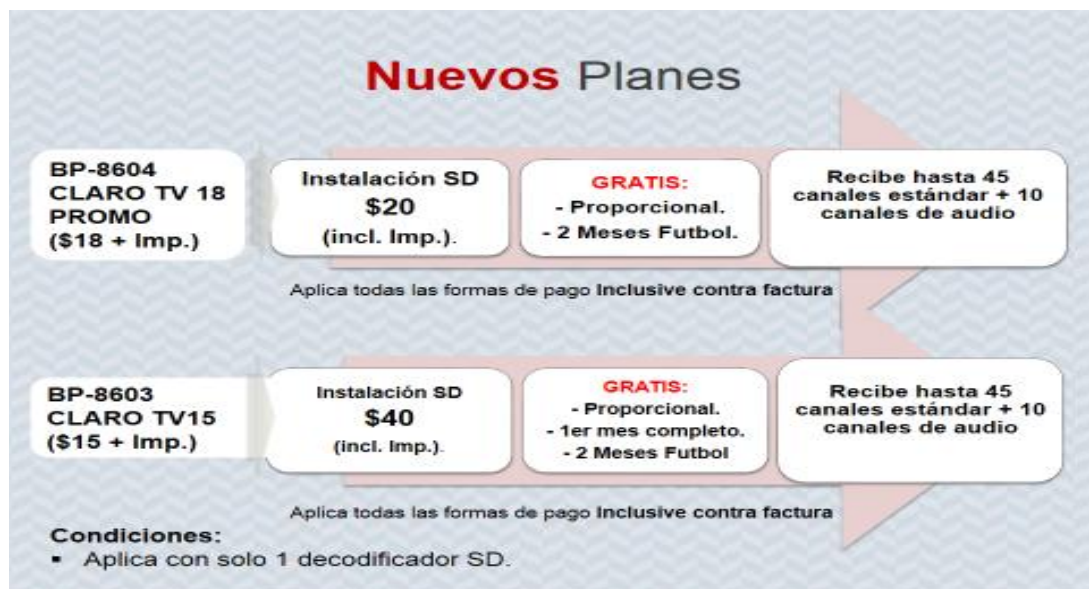 Nuevos Planes
BP-8604
CLARO TV 18
PROMO
($18 + Imp.)
Instalación SD
$20
(incl. Imp.).
GRATIS:
- Proporcional.
- 2 Meses Futbol.
Recibe hasta 45
canales estándar + 10
canales de audio
Aplica todas las formas de pago Inclusive contra factura
BP-8603
CLARO TV15
($15 + Imp.)
Instalación SD
$40
(incl. Imp.).
GRATIS:
- Proporcional.
- 1er mes completo.
- 2 Meses Futbol
Recibe hasta 45
canales estándar + 10
canales de audio
Aplica todas las formas de pago Inclusive contra factura
Condiciones:
▪ Aplica con solo 1 decodificador SD.